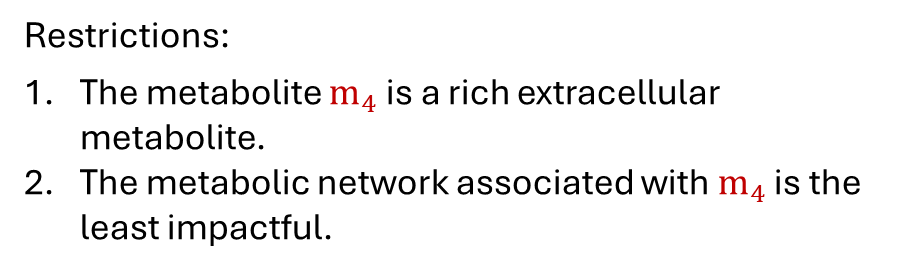 Restrictions:
1. The metabolite m₄ is a rich extracellular
metabolite.
2. The metabolic network associated with m₄ is the
least impactful.